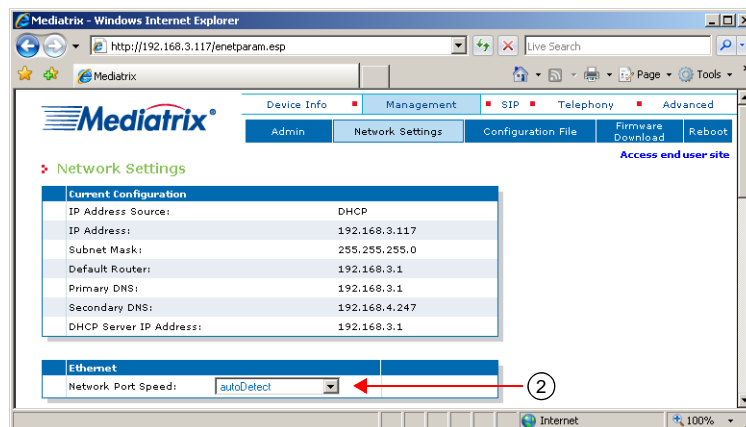 Mediatrix - Windows Internet Explorer
http://192.168.3.117/enetparam.esp
Live Search
Mediatrix
Page
Tools
Mediatrix®
Device Info Management SIP Telephony Advanced
Admin Network Settings Configuration File Firmware Download Reboot
Access end user site
Network Settings
Current Configuration
IP Address Source: DHCP
IP Address: 192.168.3.117
Subnet Mask: 255.255.255.0
Default Router: 192.168.3.1
Primary DNS: 192.168.3.1
Secondary DNS: 192.168.4.247
DHCP Server IP Address: 192.168.3.1
Ethernet
Network Port Speed: autoDetect
2
Internet 100%